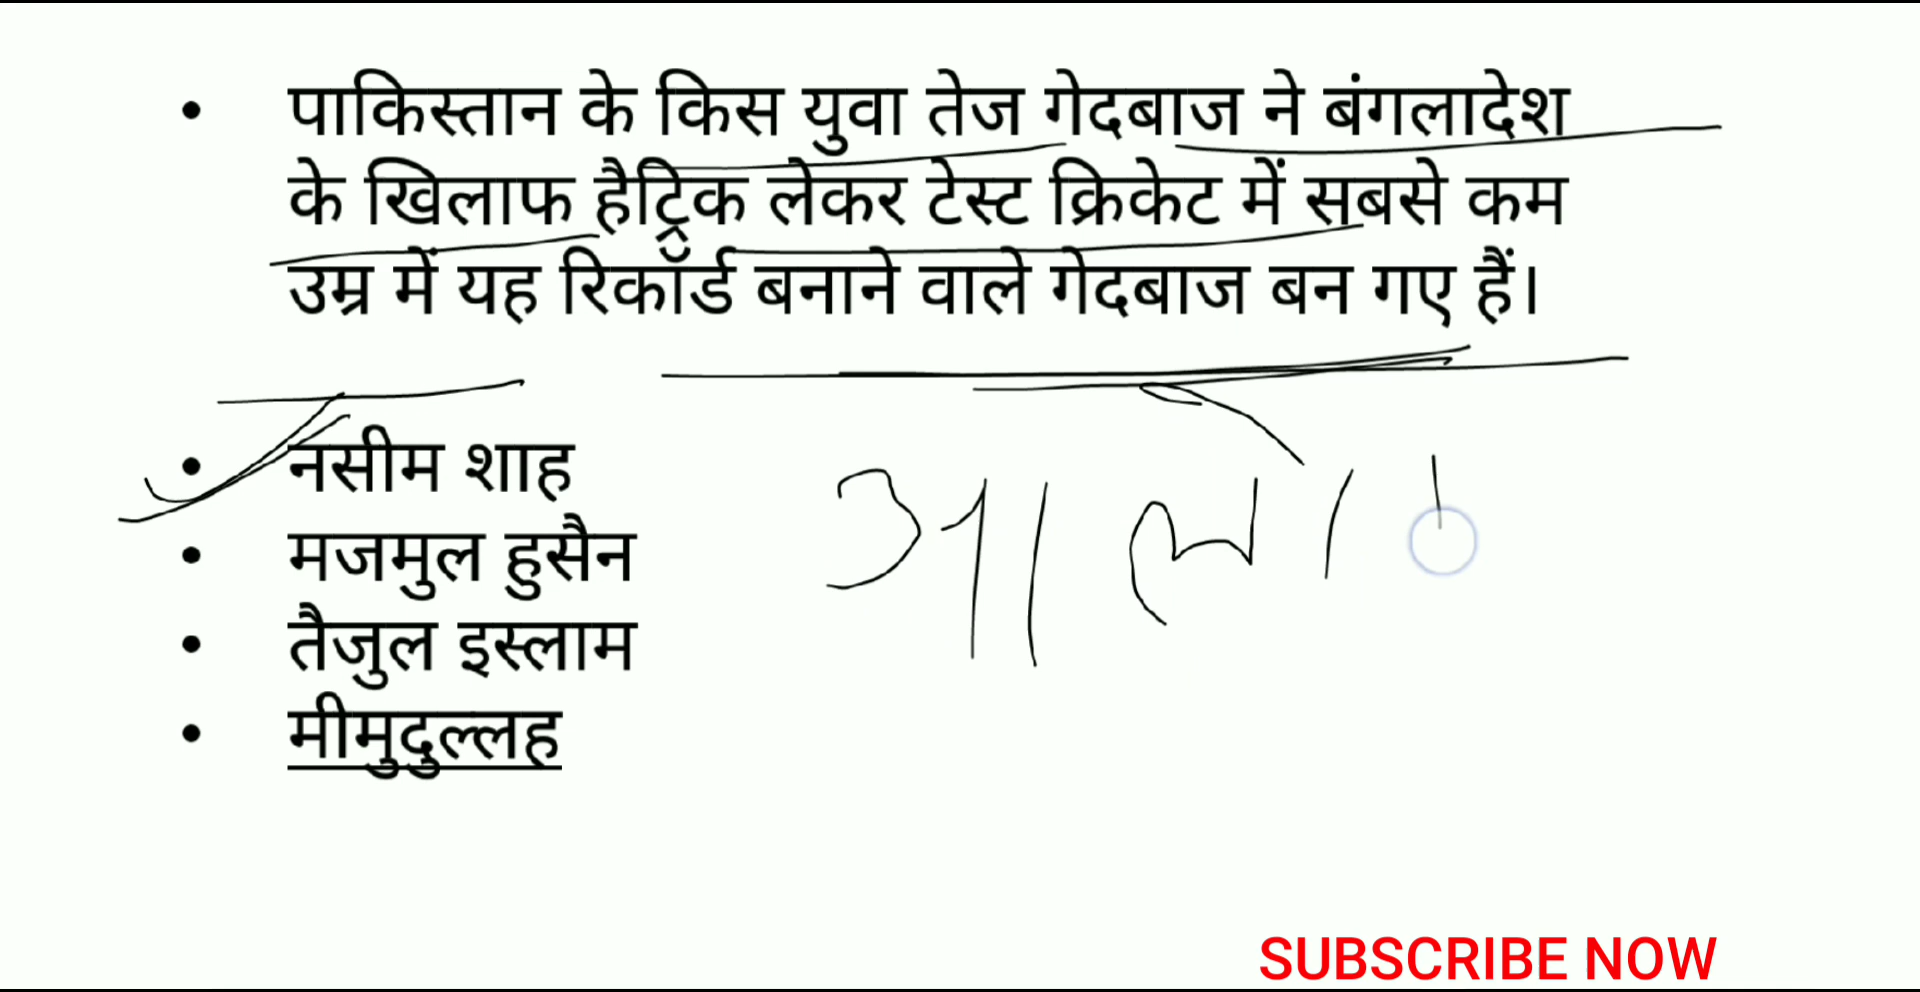 • पाकिस्तान के किस युवा तेज गेदबाज ने बंगलादेश
के खिलाफ हैट्रिक लेकर टेस्ट क्रिकेट में सबसे कम
उम्र में यह रिकॉर्ड बनाने वाले गेदबाज बन गए हैं।
• नसीम शाह
• मजमुल हुसैन
• तैजुल इस्लाम
• मीमुदुल्लह
SUBSCRIBE NOW